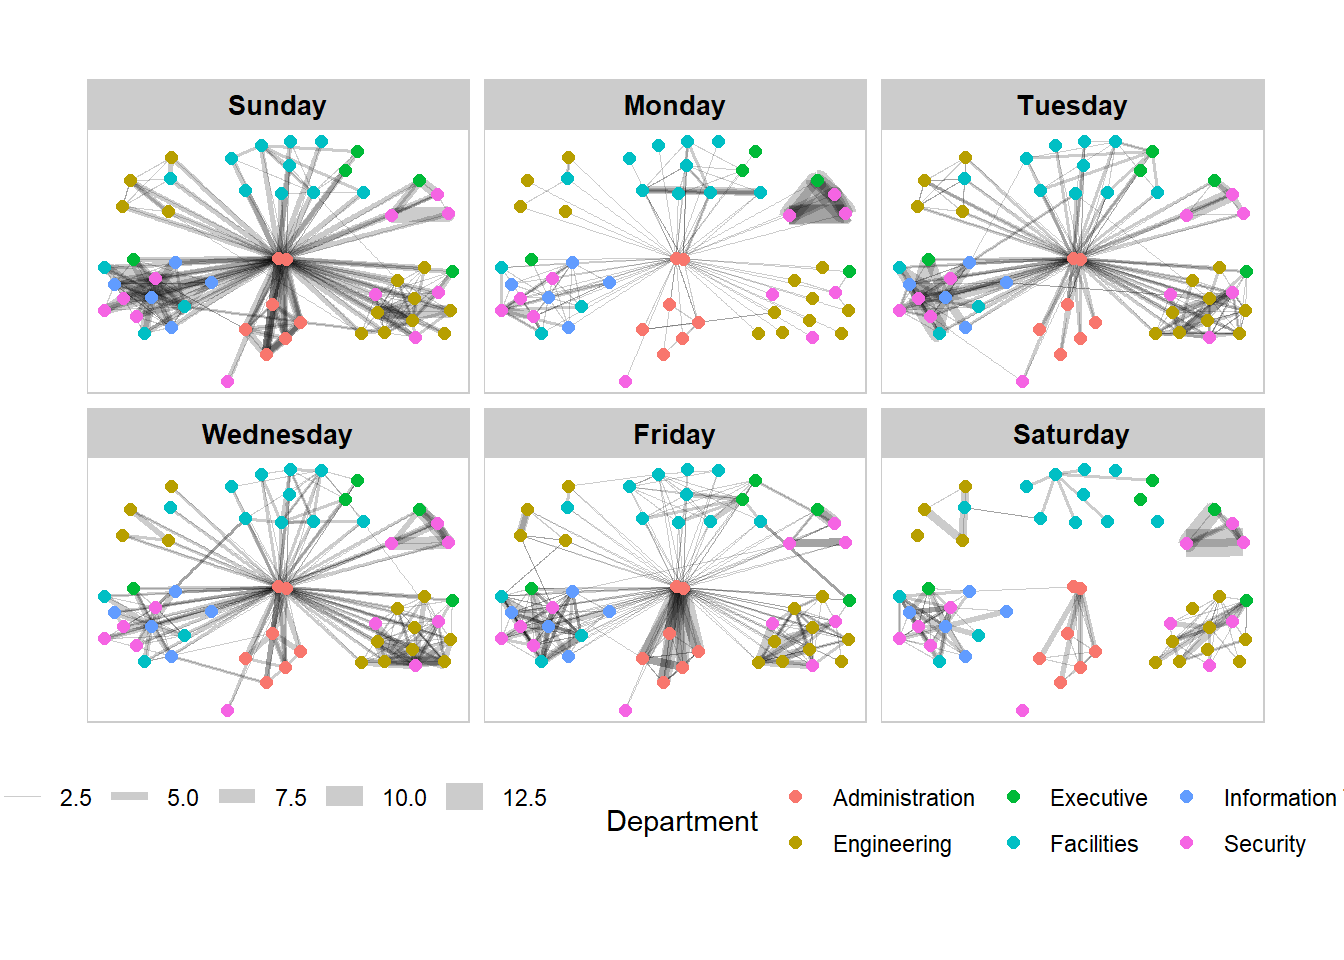 Sunday
Monday
Tuesday
Wednesday
Friday
Saturday
2.5 5.0 7.5 10.0 12.5
Department
Administration Executive Information
Engineering Facilities Security